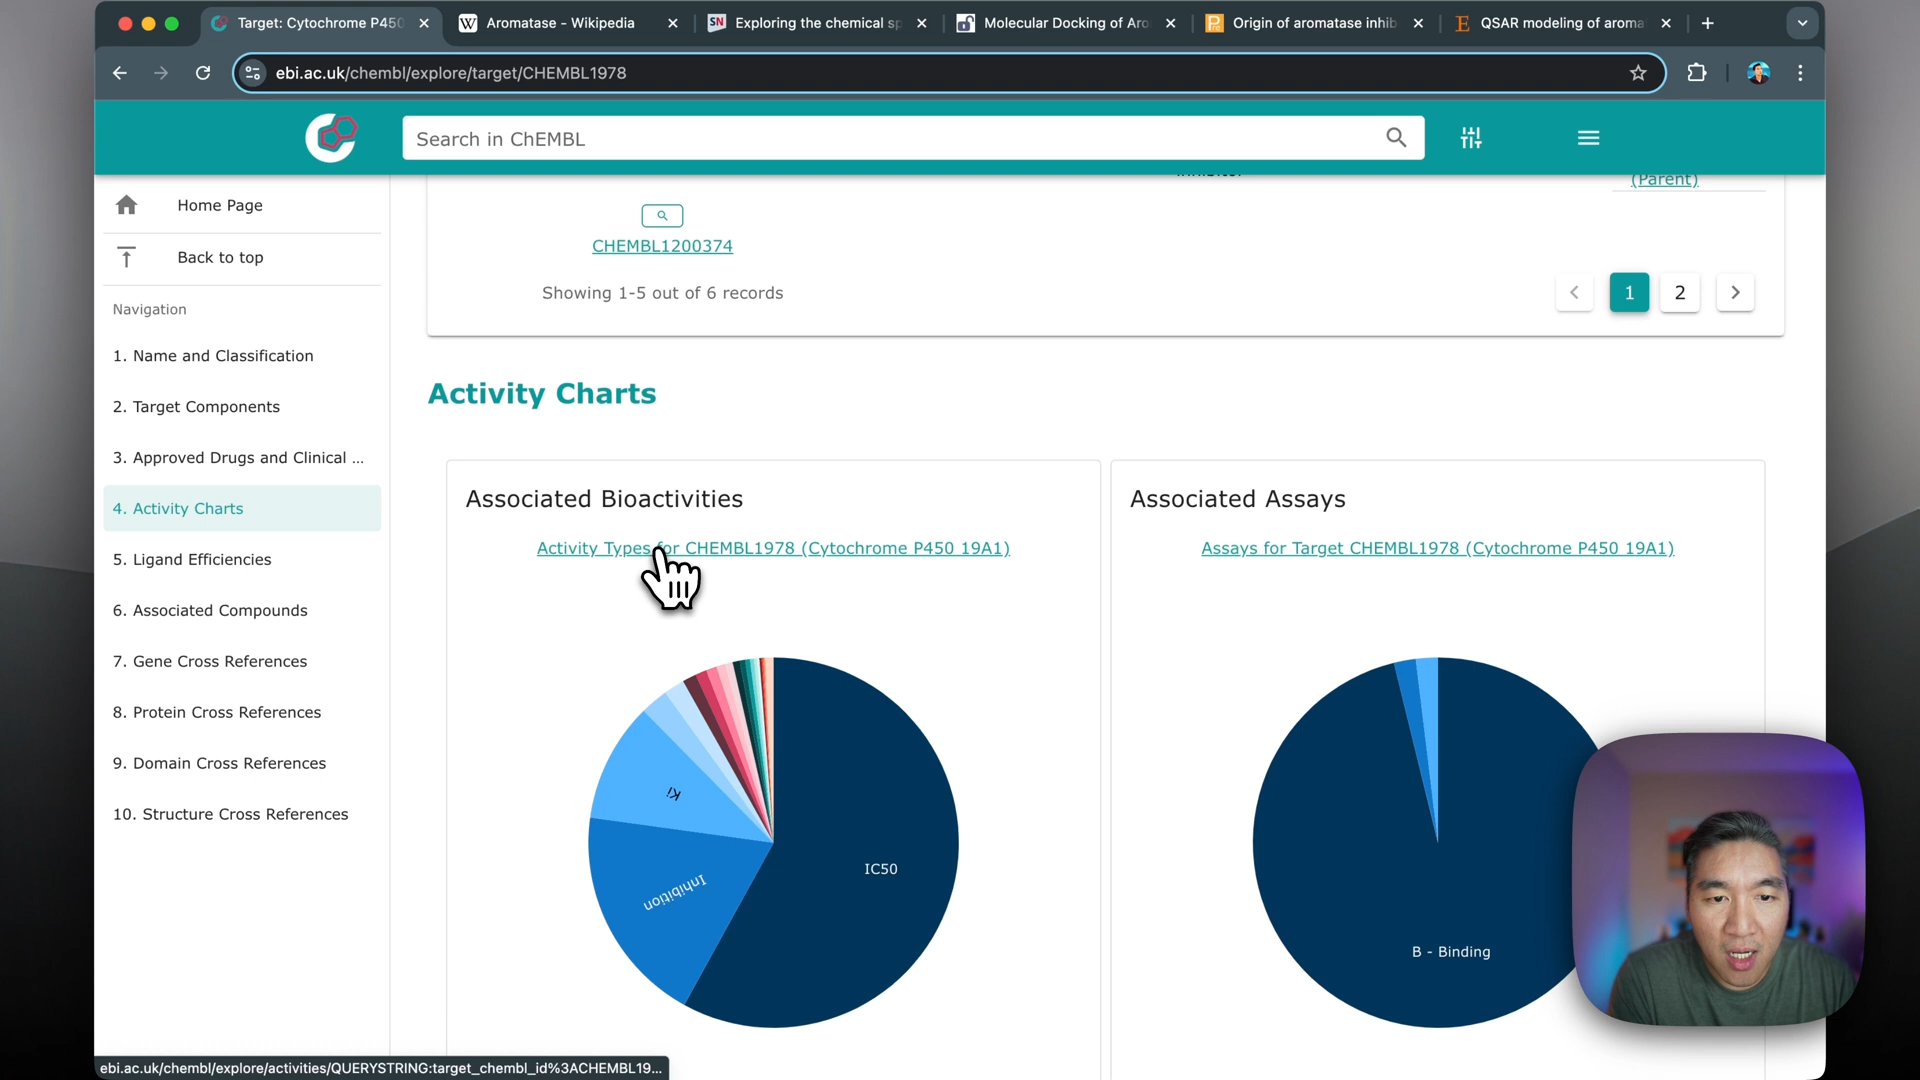 Target: Cytochrome P450
Aromatase - Wikipedia
SN
Exploring the chemical sp
Molecular Docking of Aro
Origin of aromatase inhib
E
QSAR modeling of aroma
ebi.ac.uk/chembl/explore/target/CHEMBL1978
Search in ChEMBL
Home Page
Back to top
Navigation
1. Name and Classification
2. Target Components
3. Approved Drugs and Clinical ...
4. Activity Charts
5. Ligand Efficiencies
6. Associated Compounds
7. Gene Cross References
8. Protein Cross References
9. Domain Cross References
10. Structure Cross References
(Parent)
CHEMBL1200374
Showing 1-5 out of 6 records
1
2
Activity Charts
Associated Bioactivities
Activity Types for CHEMBL1978 (Cytochrome P450 19A1)
Ki
Inhibition
IC50
Associated Assays
Assays for Target CHEMBL1978 (Cytochrome P450 19A1)
B - Binding
ebi.ac.uk/chembl/explore/activities/QUERYSTRING:target_chembl_id%3ACHEMBL19...